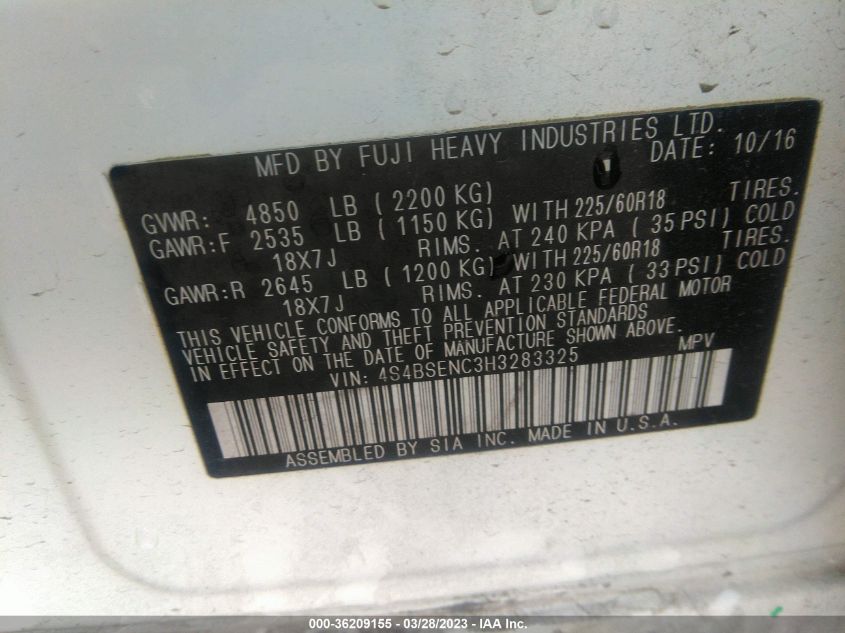 MFD BY FUJI HEAVY INDUSTRIES LTD.
DATE: 10/16
GVWR: 4850 LB ( 2200 KG)
GAWR:F 2535 LB ( 1150 KG) WITH 225/60R18 TIRES.
18X7J RIMS. AT 240 KPA ( 35 PSI) COLD
GAWR:R 2645 LB ( 1200 KG) WITH 225/60R18 TIRES.
18X7J RIMS. AT 230 KPA ( 33 PSI) COLD
THIS VEHICLE CONFORMS TO ALL APPLICABLE FEDERAL MOTOR
VEHICLE SAFETY AND THEFT PREVENTION STANDARDS
IN EFFECT ON THE DATE OF MANUFACTURE SHOWN ABOVE.
VIN: 4S4BSENC3H3283325 MPV
ASSEMBLED BY SIA INC. MADE IN U.S.A.
000-36209155 - 03/28/2023 - IAAI.com